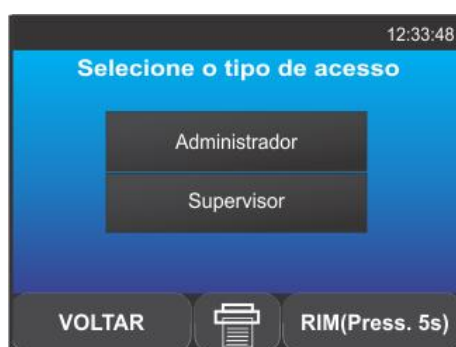 12:33:48
Selecione o tipo de acesso
Administrador
Supervisor
VOLTAR
RIM(Press. 5s)